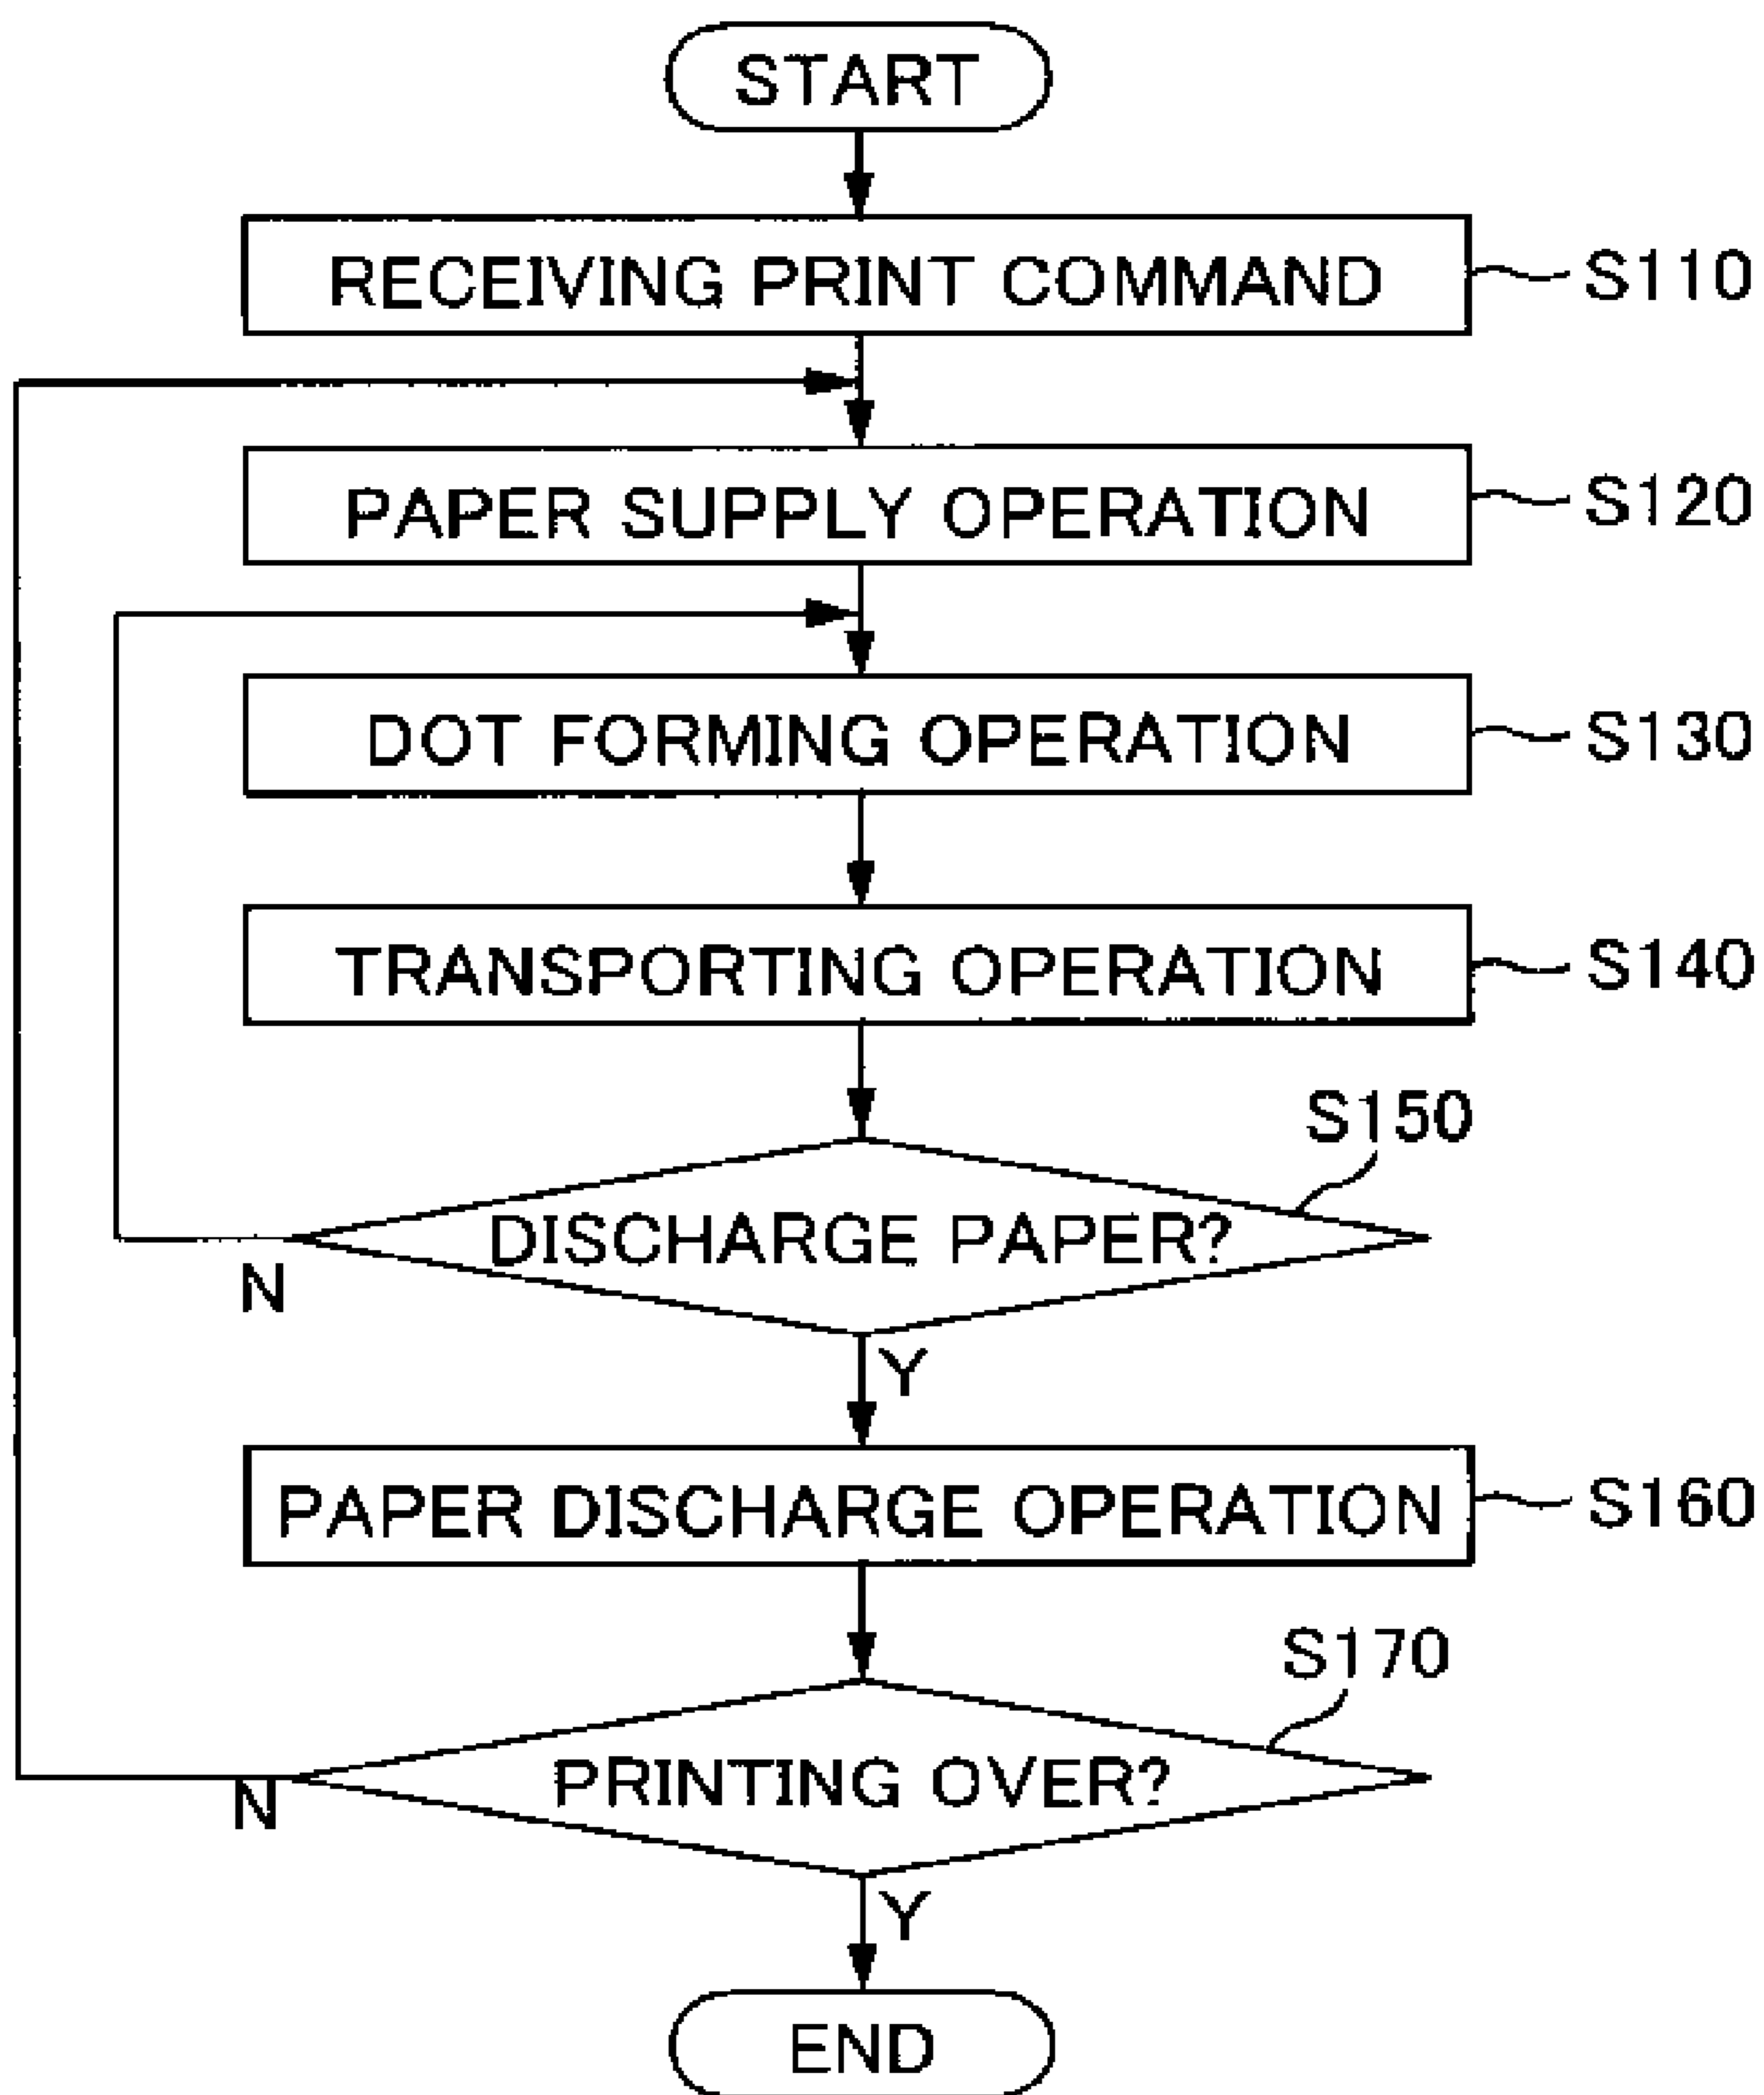 START
RECEIVING PRINT COMMAND S110
PAPER SUPPLY OPERATION S120
DOT FORMING OPERATION S130
TRANSPORTING OPERATION S140
S150
DISCHARGE PAPER?
N
Y
PAPER DISCHARGE OPERATION S160
S170
PRINTING OVER?
N
Y
END